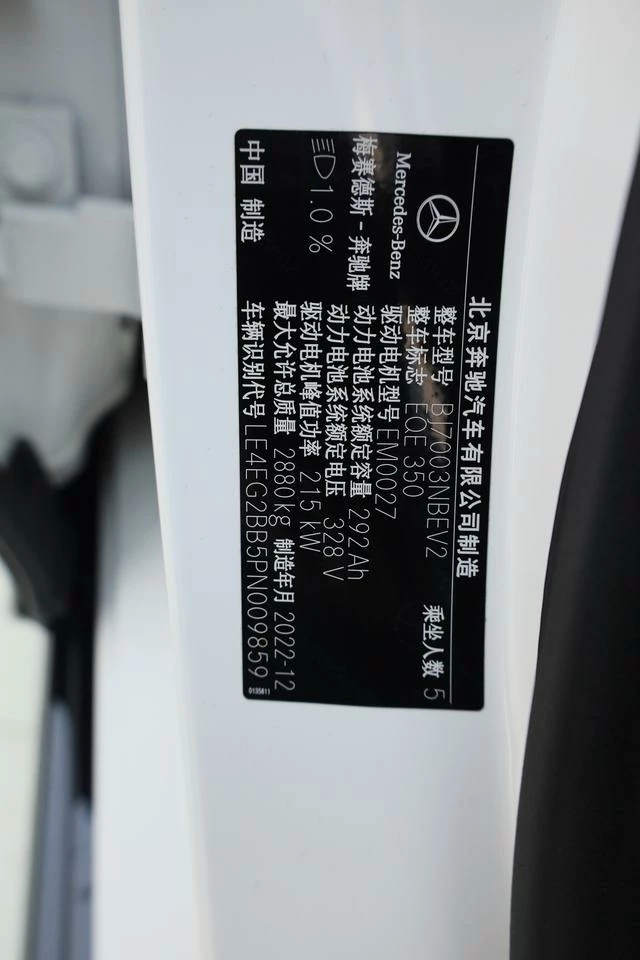 北京奔驰汽车有限公司制造
Mercedes-Benz
梅赛德斯-奔驰牌
1.0 %
中国 制造
整车型号 BJ7003NBEV2 乘坐人数 5
整车标志 EQE 350
驱动电机型号 EM0027
动力电池系统额定容量 292Ah
动力电池系统额定电压 328 V
驱动电机峰值功率 215 kW
最大允许总质量 2880kg 制造年月 2022-12
车辆识别代号 LE4EG2BB5PN009859
0135611